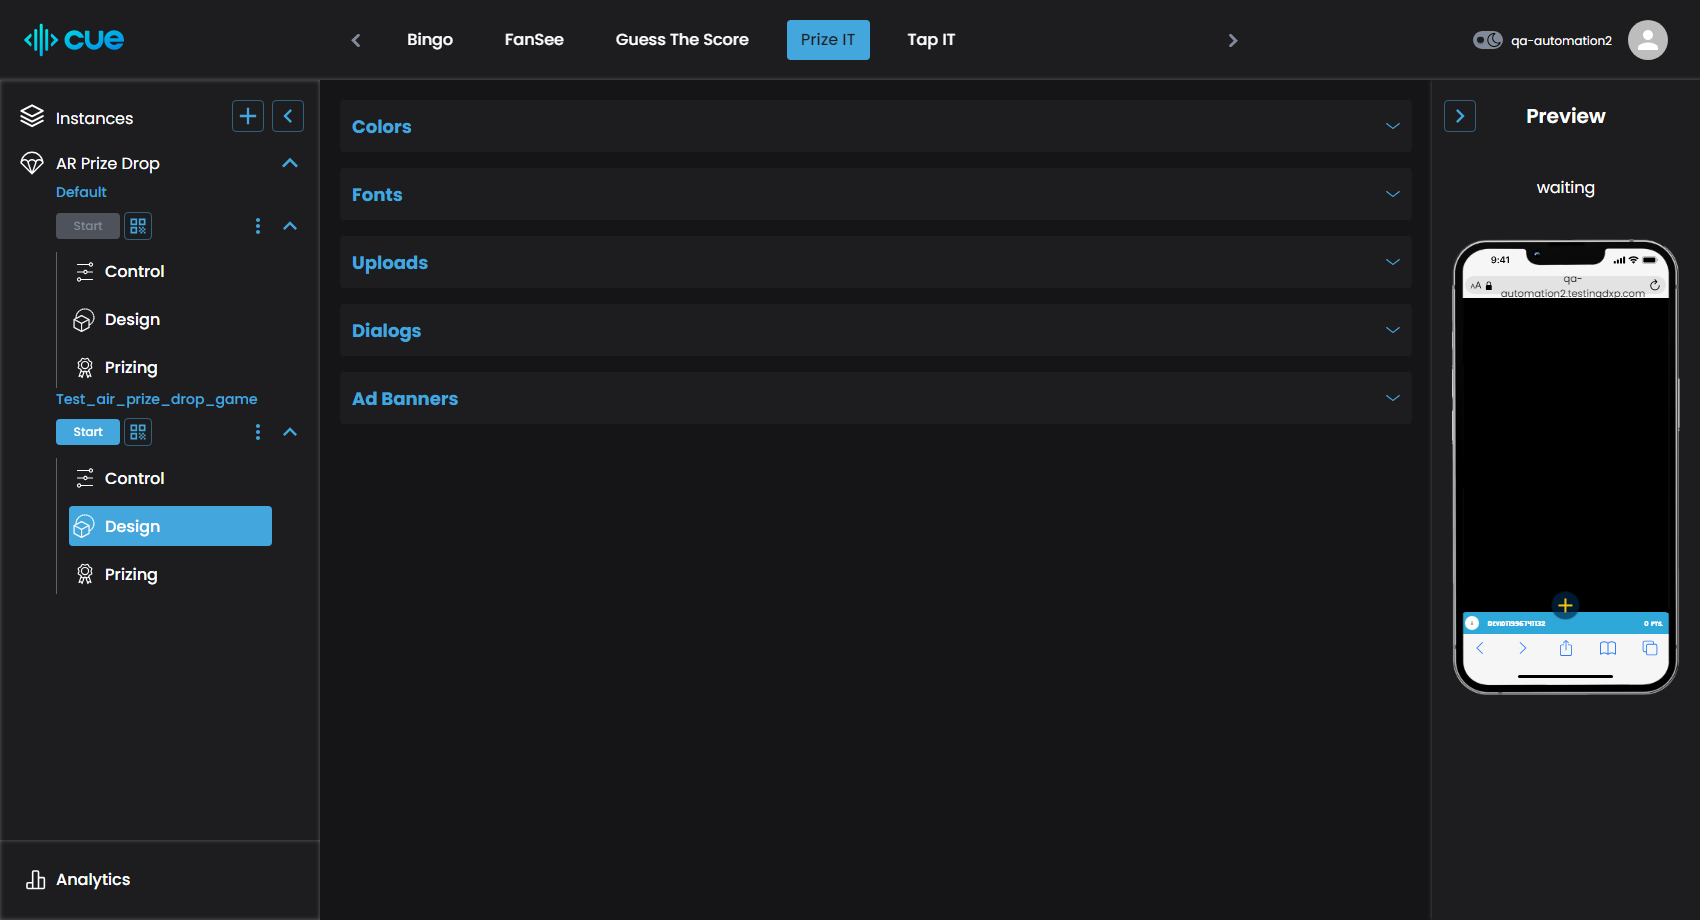 cue
Bingo
FanSee
Guess The Score
Prize IT
Tap IT
qa-automation2
Instances
AR Prize Drop
Default
Start
Control
Design
Prizing
Test_air_prize_drop_game
Start
Control
Design
Prizing
Analytics
Colors
Fonts
Uploads
Dialogs
Ad Banners
Preview
waiting
9:41
AA
qa-
automation2.testingdxp.com
0 PTS.